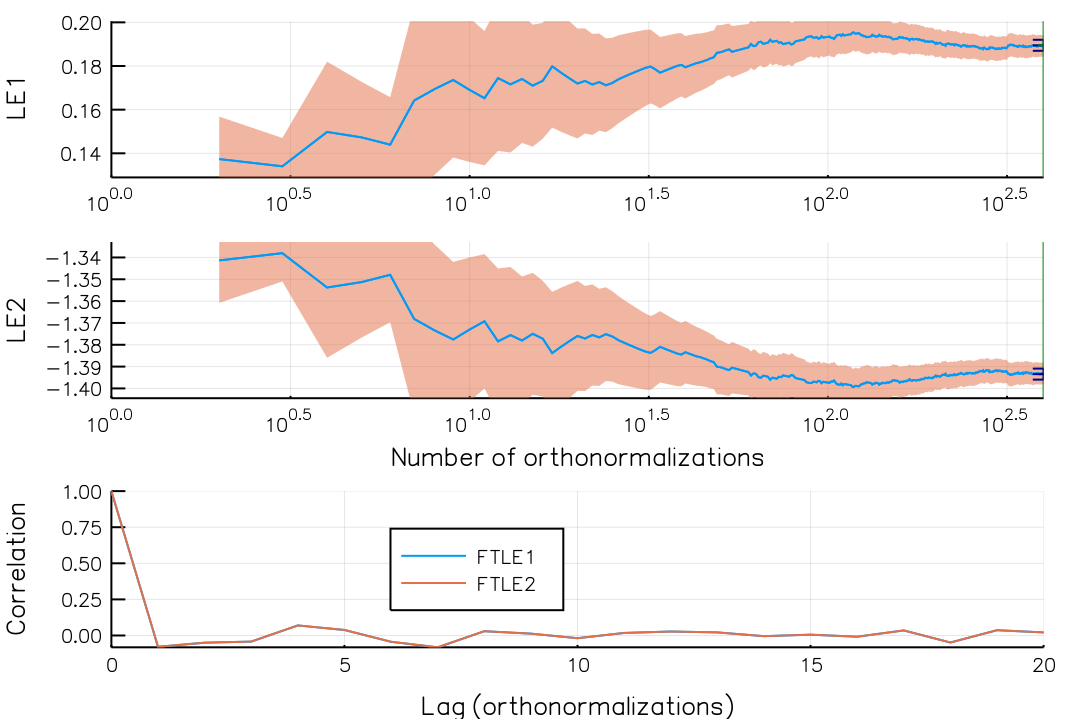 LE1
0.20
0.18
0.16
0.14
10^0.0 10^0.5 10^1.0 10^1.5 10^2.0 10^2.5
LE2
−1.34
−1.35
−1.36
−1.37
−1.38
−1.39
−1.40
10^0.0 10^0.5 10^1.0 10^1.5 10^2.0 10^2.5
Number of orthonormalizations
Correlation
1.00
0.75
0.50
0.25
0.00
FTLE1
FTLE2
0 5 10 15 20
Lag (orthonormalizations)